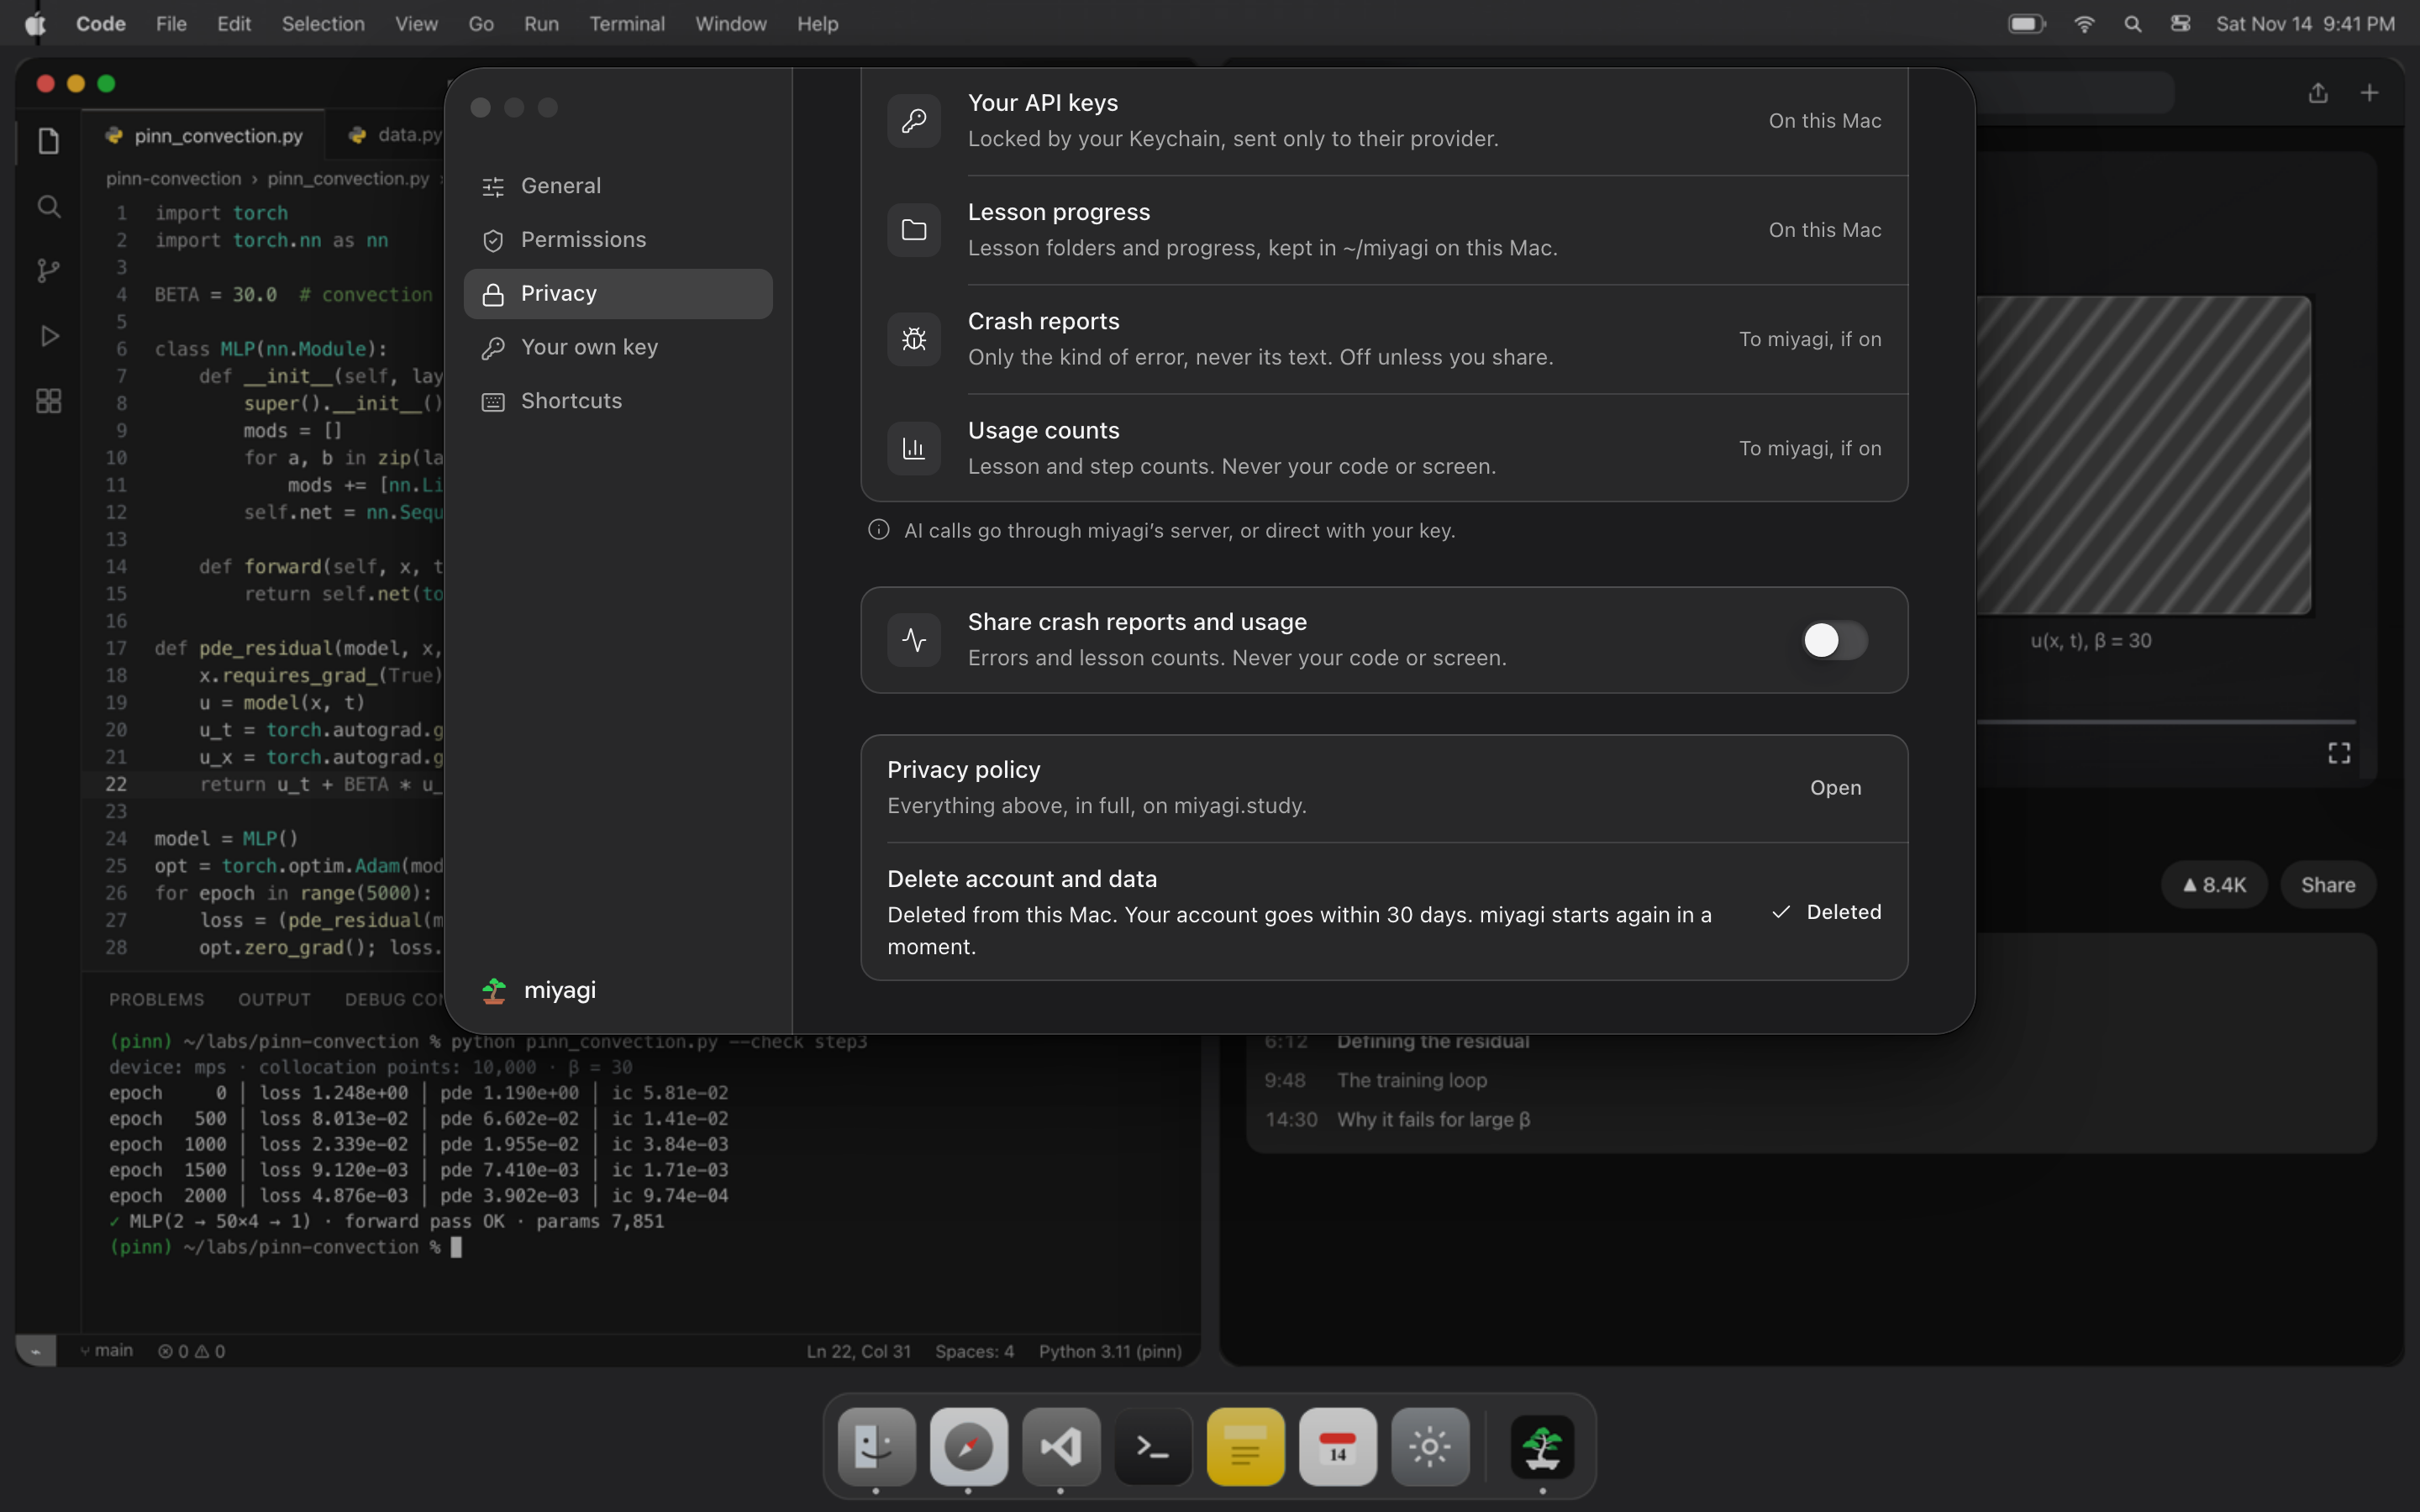 Code File Edit Selection View Go Run Terminal Window Help
Sat Nov 14 9:41 PM
pinn_convection.py
data.py
pinn-convection › pinn_convection.py ›
1 import torch
2 import torch.nn as nn
3
4 BETA = 30.0 # convection
5
6 class MLP(nn.Module):
7 def __init__(self, lay
8 super().__init__()
9 mods = []
10 for a, b in zip(la
11 mods += [nn.Li
12 self.net = nn.Sequ
13
14 def forward(self, x, t
15 return self.net(to
16
17 def pde_residual(model, x,
18 x.requires_grad_(True)
19 u = model(x, t)
20 u_t = torch.autograd.g
21 u_x = torch.autograd.g
22 return u_t + BETA * u_
23
24 model = MLP()
25 opt = torch.optim.Adam(mod
26 for epoch in range(5000):
27 loss = (pde_residual(m
28 opt.zero_grad(); loss.
PROBLEMS OUTPUT DEBUG CON
(pinn) ~/labs/pinn-convection % python pinn_convection.py --check step3
device: mps · collocation points: 10,000 · β = 30
epoch 0 | loss 1.248e+00 | pde 1.190e+00 | ic 5.81e-02
epoch 500 | loss 8.013e-02 | pde 6.602e-02 | ic 1.41e-02
epoch 1000 | loss 2.339e-02 | pde 1.955e-02 | ic 3.84e-03
epoch 1500 | loss 9.120e-03 | pde 7.410e-03 | ic 1.71e-03
epoch 2000 | loss 4.876e-03 | pde 3.902e-03 | ic 9.74e-04
✓ MLP(2 → 50×4 → 1) · forward pass OK · params 7,851
(pinn) ~/labs/pinn-convection %
main 0 0
Ln 22, Col 31 Spaces: 4 Python 3.11 (pinn)
General
Permissions
Privacy
Your own key
Shortcuts
miyagi
Your API keys
Locked by your Keychain, sent only to their provider.
On this Mac
Lesson progress
Lesson folders and progress, kept in ~/miyagi on this Mac.
On this Mac
Crash reports
Only the kind of error, never its text. Off unless you share.
To miyagi, if on
Usage counts
Lesson and step counts. Never your code or screen.
To miyagi, if on
AI calls go through miyagi’s server, or direct with your key.
Share crash reports and usage
Errors and lesson counts. Never your code or screen.
Privacy policy
Everything above, in full, on miyagi.study.
Open
Delete account and data
Deleted from this Mac. Your account goes within 30 days. miyagi starts again in a
moment.
✓ Deleted
u(x, t), β = 30
▲ 8.4K
Share
6:12 Defining the residual
9:48 The training loop
14:30 Why it fails for large β
14